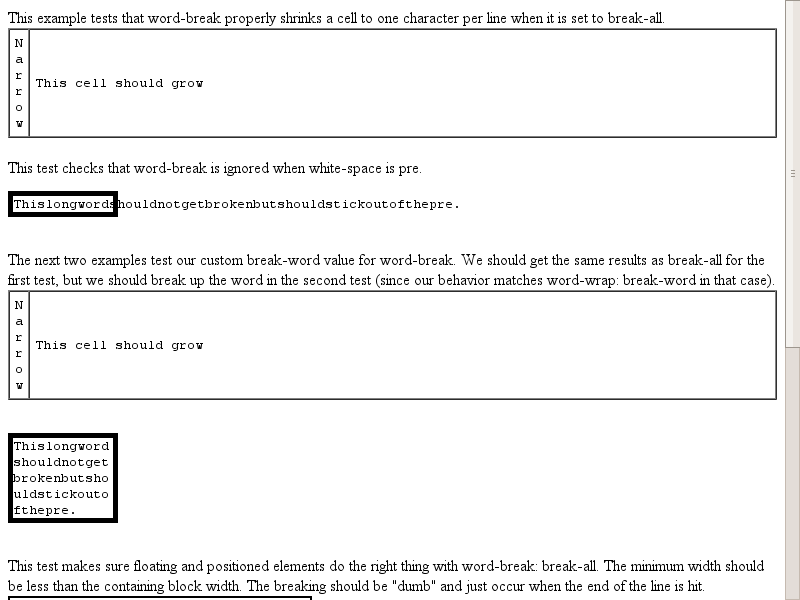 This example tests that word-break properly shrinks a cell to one character per line when it is set to break-all.
N
a
r
r
o
w
This cell should grow
This test checks that word-break is ignored when white-space is pre.
Thislongwordshouldnotgetbrokenbutshouldstickoutofthepre.
The next two examples test our custom break-word value for word-break. We should get the same results as break-all for the
first test, but we should break up the word in the second test (since our behavior matches word-wrap: break-word in that case).
N
a
r
r
o
w
This cell should grow
Thislongword
shouldnotget
brokenbutsho
uldstickouto
fthepre.
This test makes sure floating and positioned elements do the right thing with word-break: break-all. The minimum width should
be less than the containing block width. The breaking should be "dumb" and just occur when the end of the line is hit.